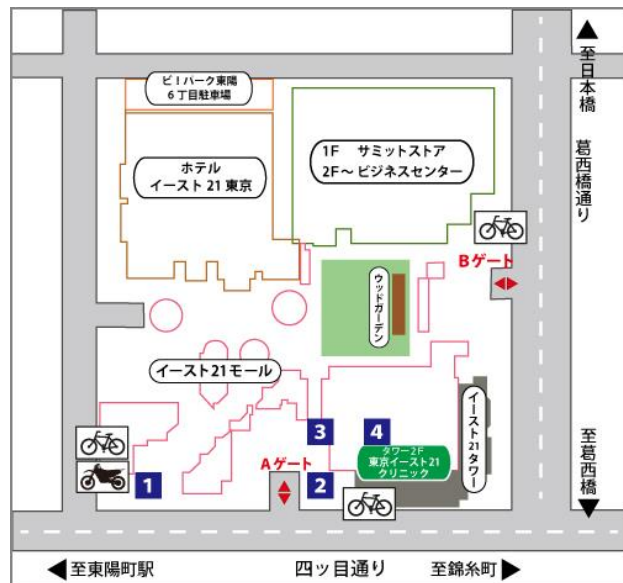 至日本橋
葛西橋通り
ビ！パーク東陽
6丁目駐車場
ホテル
イースト21東京
1F サミットストア
2F～ビジネスセンター
Bゲート
ウッドガーデン
イースト21モール
イースト21タワー
3
4
タワー2F
東京イースト21
クリニック
Aゲート
1
2
至葛西橋
至東陽町駅
四ッ目通り
至錦糸町